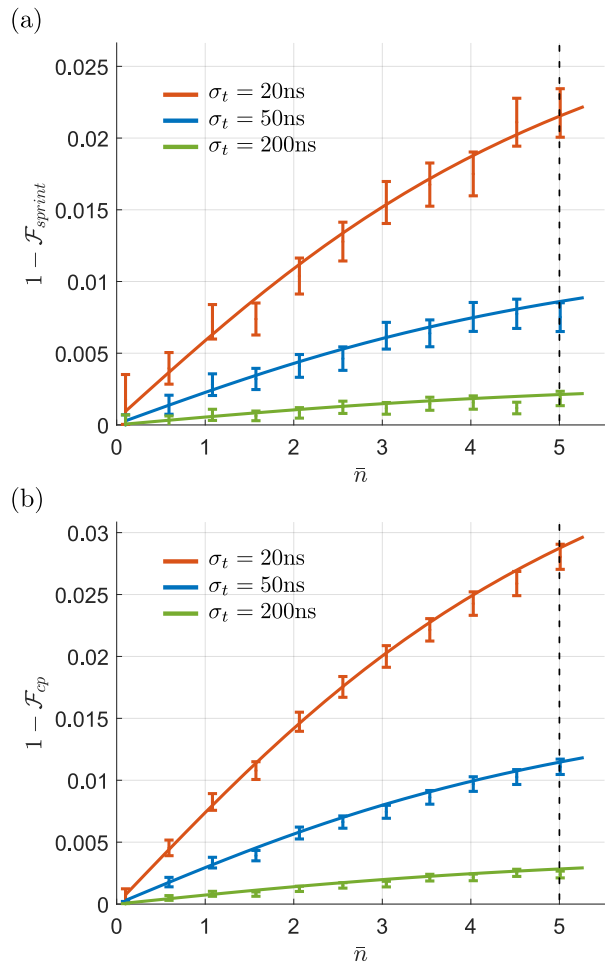 (a)
0.025
0.02
0.015
0.01
0.005
0
1 − ℱ_sprint
σ_t = 20ns
σ_t = 50ns
σ_t = 200ns
0 1 2 3 4 5
n̄
(b)
0.03
0.025
0.02
0.015
0.01
0.005
0
1 − ℱ_cp
σ_t = 20ns
σ_t = 50ns
σ_t = 200ns
0 1 2 3 4 5
n̄